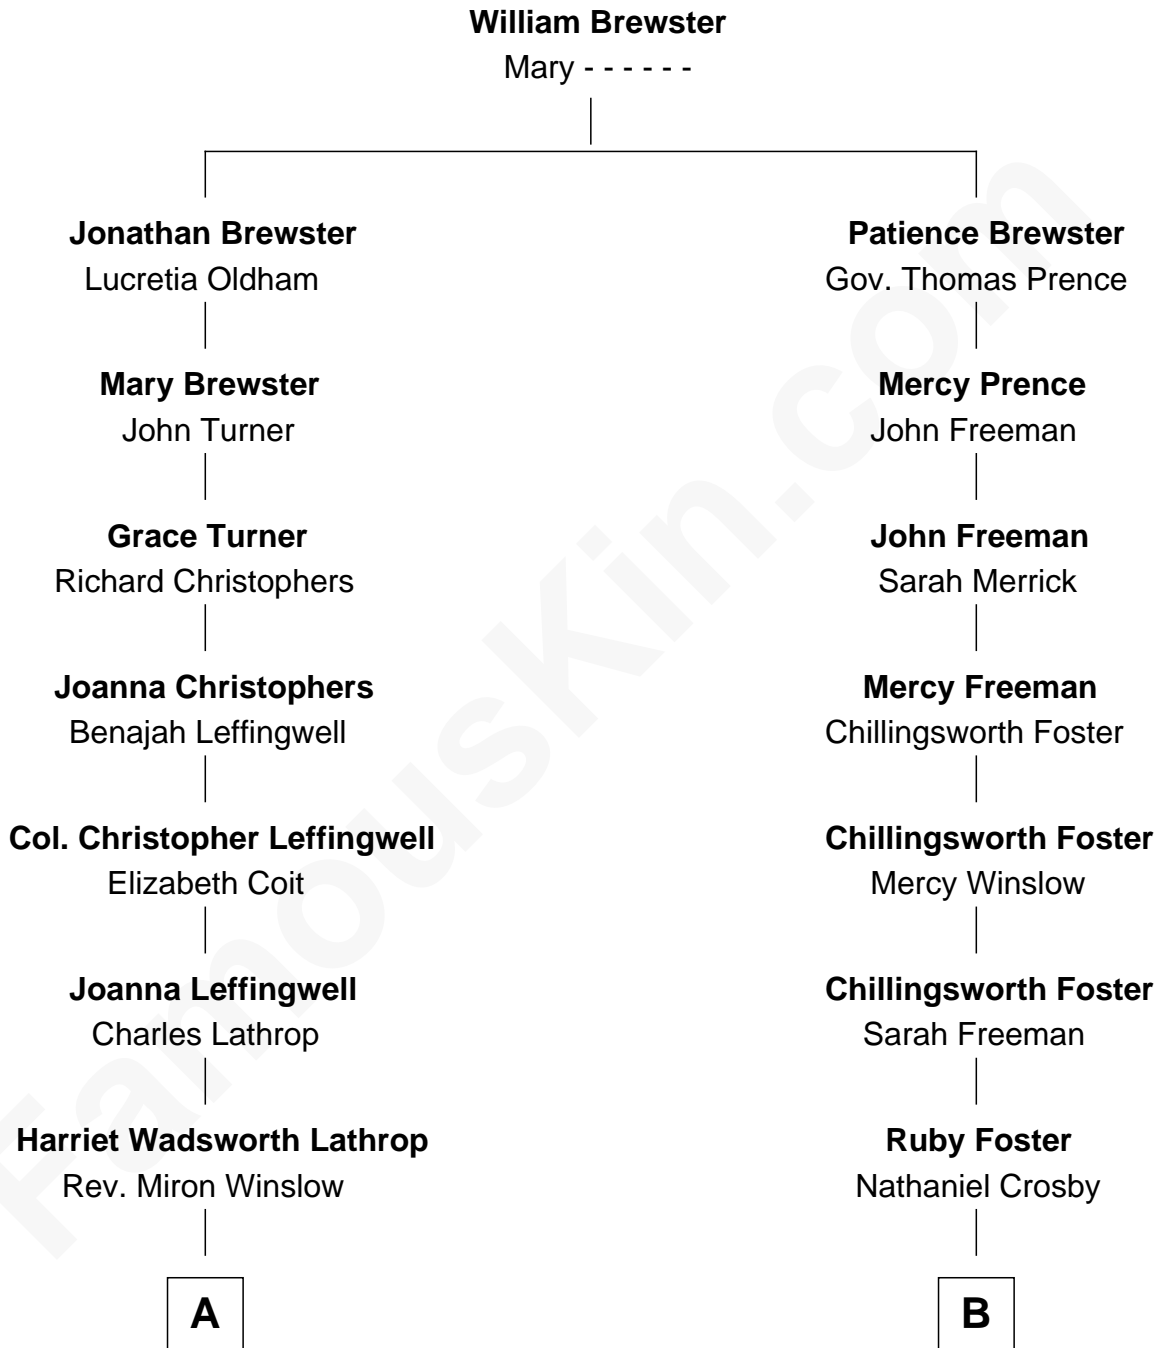 William Brewster
Mary - - - - - -
Jonathan Brewster
Lucretia Oldham
Patience Brewster
Gov. Thomas Prence
Mary Brewster
John Turner
Mercy Prence
John Freeman
Grace Turner
Richard Christophers
John Freeman
Sarah Merrick
Joanna Christophers
Benajah Leffingwell
Mercy Freeman
Chillingsworth Foster
Col. Christopher Leffingwell
Elizabeth Coit
Chillingsworth Foster
Mercy Winslow
Joanna Leffingwell
Charles Lathrop
Chillingsworth Foster
Sarah Freeman
Harriet Wadsworth Lathrop
Rev. Miron Winslow
Ruby Foster
Nathaniel Crosby
A
B
FamousKin.com